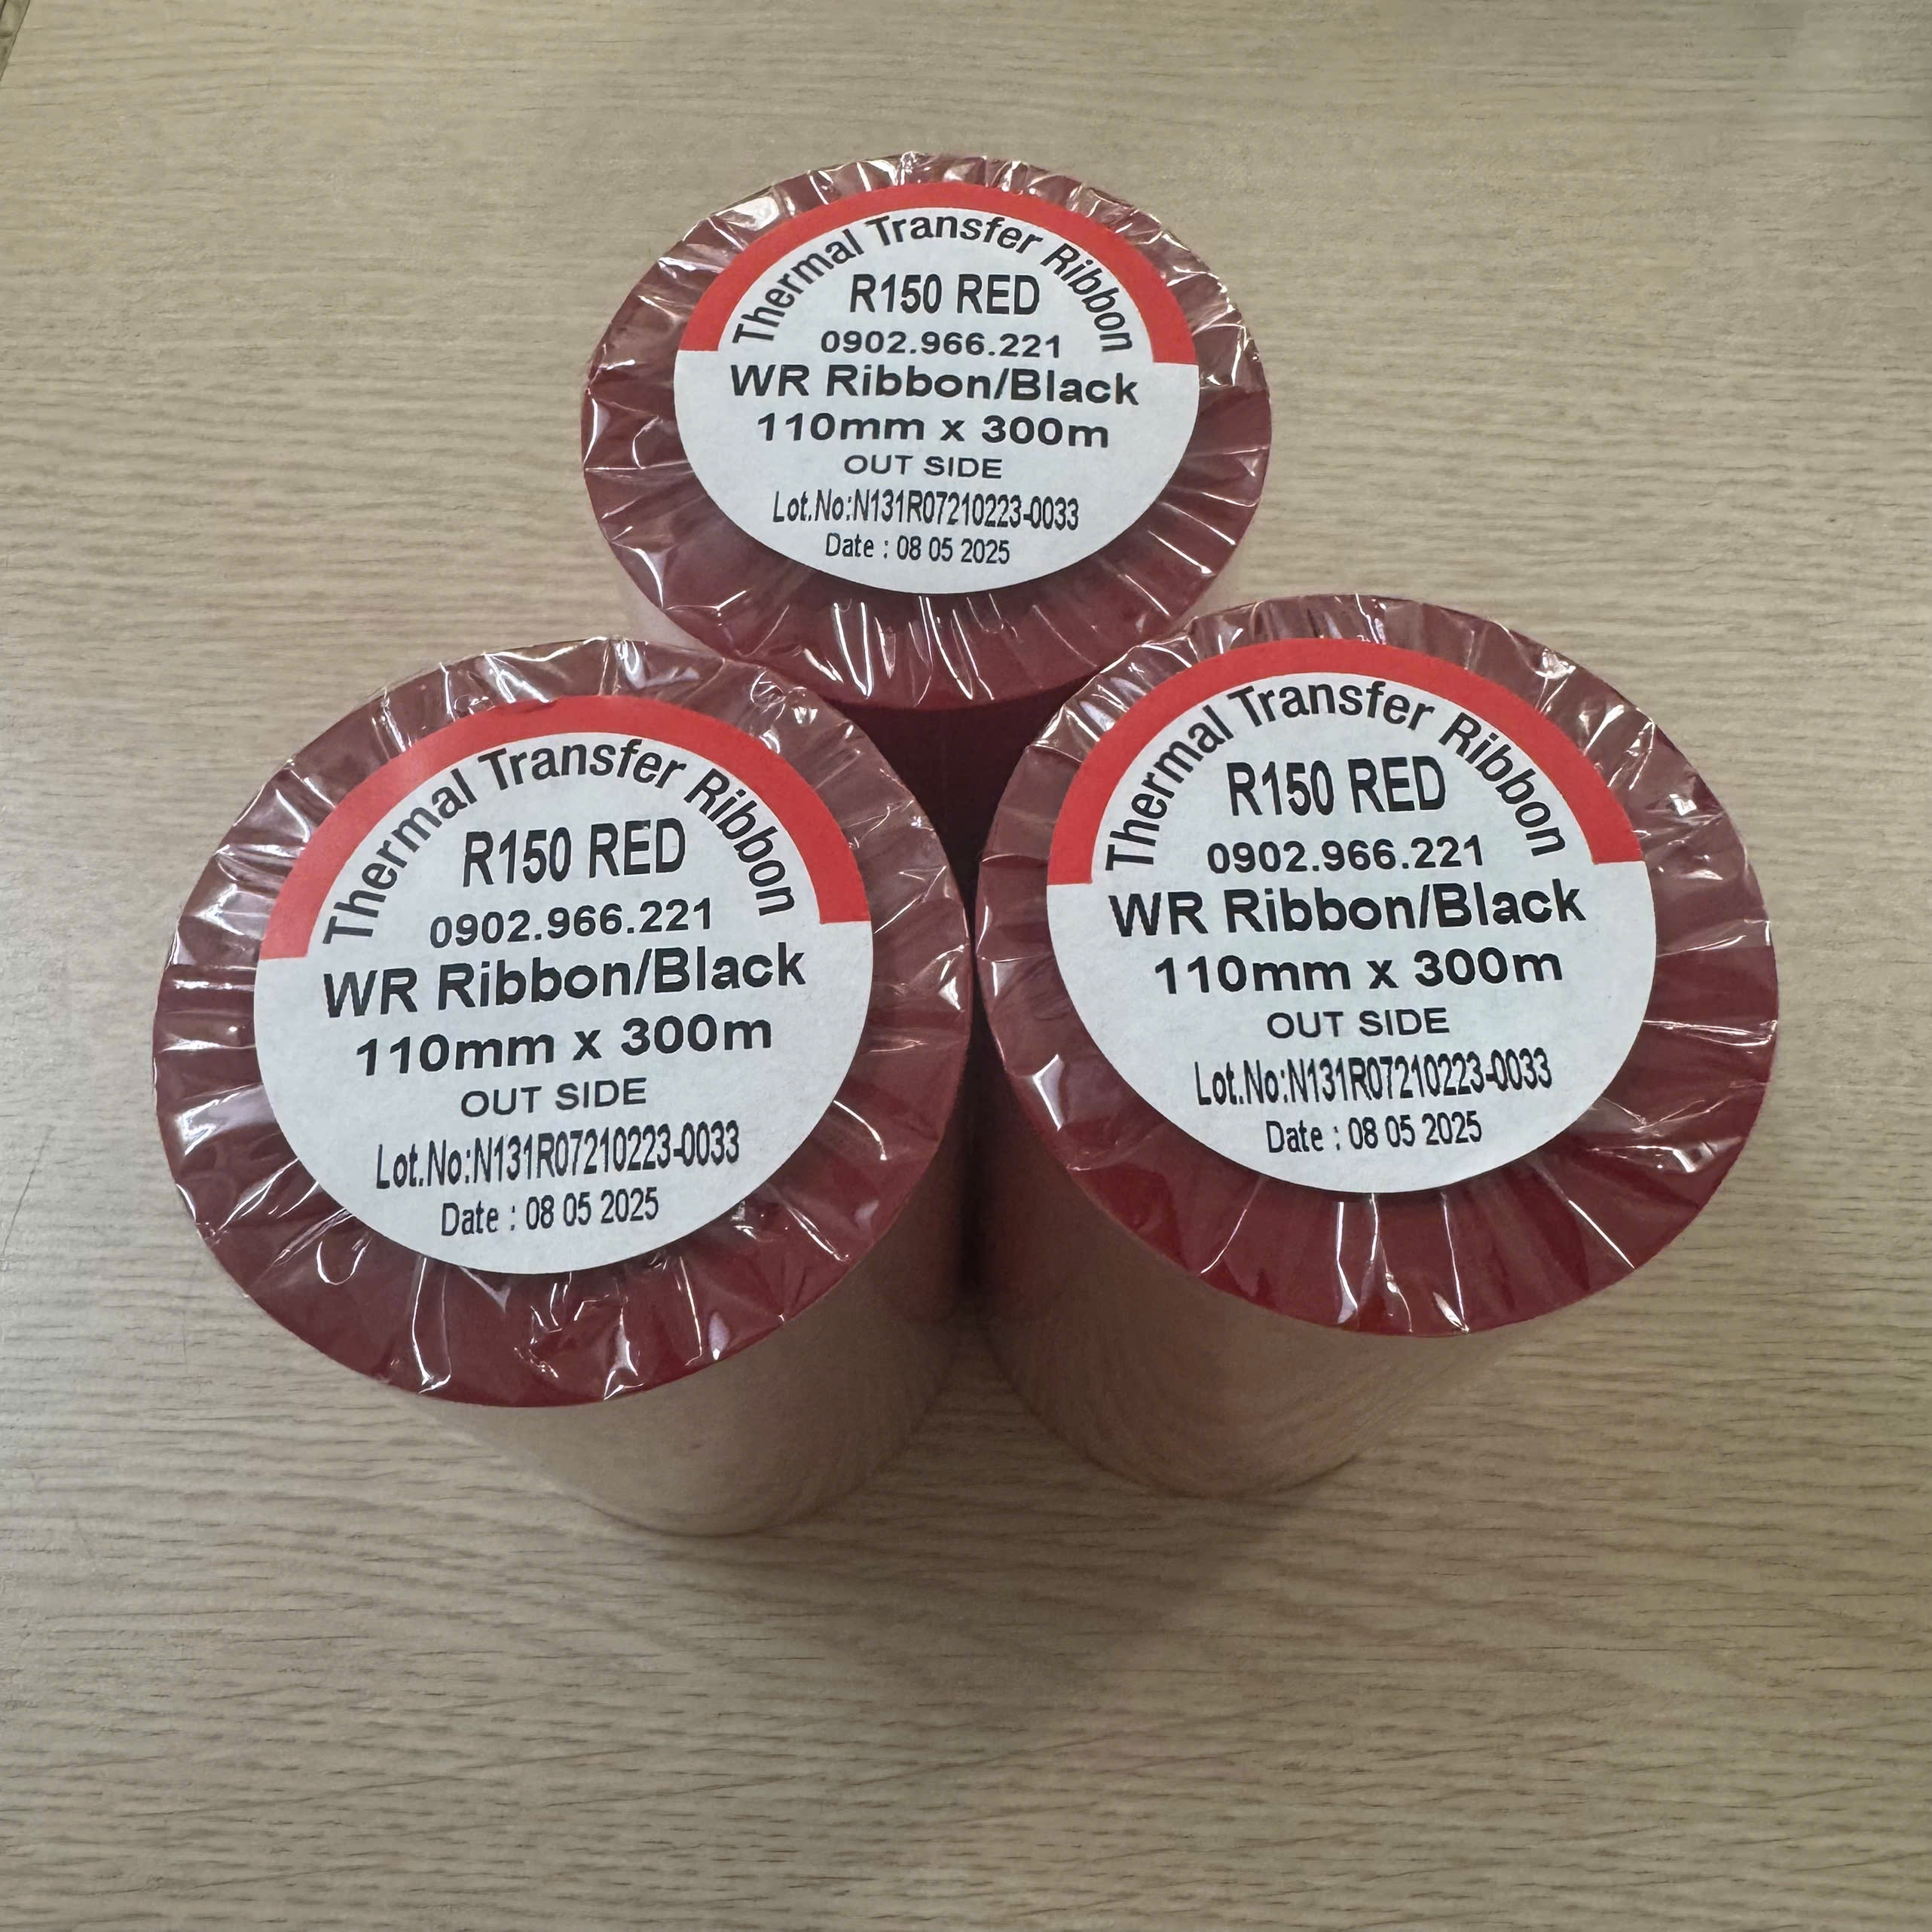 Thermal Transfer Ribbon
R150 RED
0902.966.221
WR Ribbon/Black
110mm x 300m
OUT SIDE
Lot.No:N131R07210223-0033
Date : 08 05 2025
Thermal Transfer Ribbon
R150 RED
0902.966.221
WR Ribbon/Black
110mm x 300m
OUT SIDE
Lot.No:N131R07210223-0033
Date : 08 05 2025
Thermal Transfer Ribbon
R150 RED
0902.966.221
WR Ribbon/Black
110mm x 300m
OUT SIDE
Lot.No:N131R07210223-0033
Date : 08 05 2025